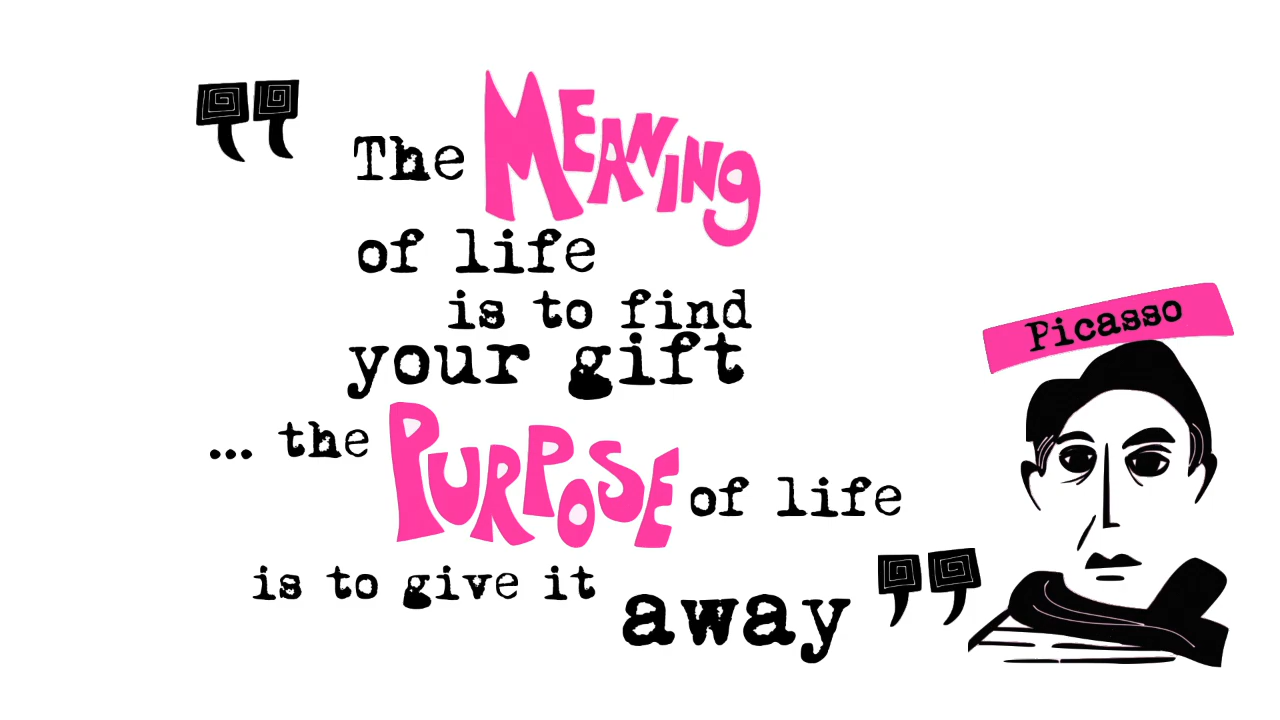 " The MEANING
of life
is to find
your gift
... the PURPOSE of life
is to give it away "
Picasso